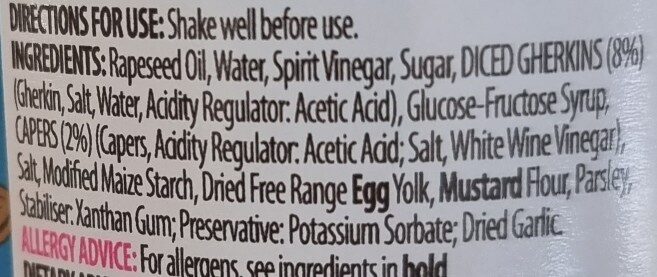 DIRECTIONS FOR USE: Shake well before use.
INGREDIENTS: Rapeseed Oil, Water, Spirit Vinegar, Sugar, DICED GHERKINS (8%)
(Gherkin, Salt, Water, Acidity Regulator: Acetic Acid), Glucose-Fructose Syrup,
CAPERS (2%) (Capers, Acidity Regulator: Acetic Acid; Salt, White Wine Vinegar),
Salt, Modified Maize Starch, Dried Free Range Egg Yolk, Mustard Flour, Parsley,
Stabiliser: Xanthan Gum; Preservative: Potassium Sorbate; Dried Garlic.
ALLERGY ADVICE: For allergens, see ingredients in bold